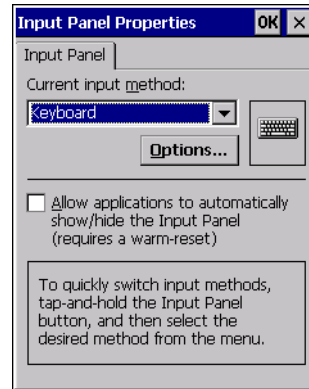 Input Panel Properties OK ×
Input Panel
Current input method:
Keyboard
Options...
Allow applications to automatically
show/hide the Input Panel
(requires a warm-reset)
To quickly switch input methods,
tap-and-hold the Input Panel
button, and then select the
desired method from the menu.